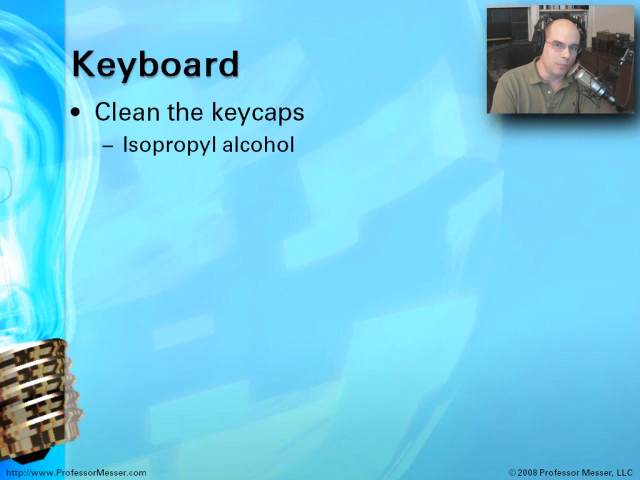 Keyboard
• Clean the keycaps
– Isopropyl alcohol
http://www.ProfessorMesser.com
© 2008 Professor Messer, LLC